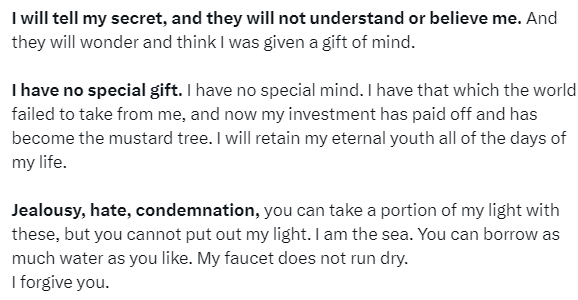 I will tell my secret, and they will not understand or believe me. And
they will wonder and think I was given a gift of mind.
I have no special gift. I have no special mind. I have that which the world
failed to take from me, and now my investment has paid off and has
become the mustard tree. I will retain my eternal youth all of the days of
my life.
Jealousy, hate, condemnation, you can take a portion of my light with
these, but you cannot put out my light. I am the sea. You can borrow as
much water as you like. My faucet does not run dry.
I forgive you.